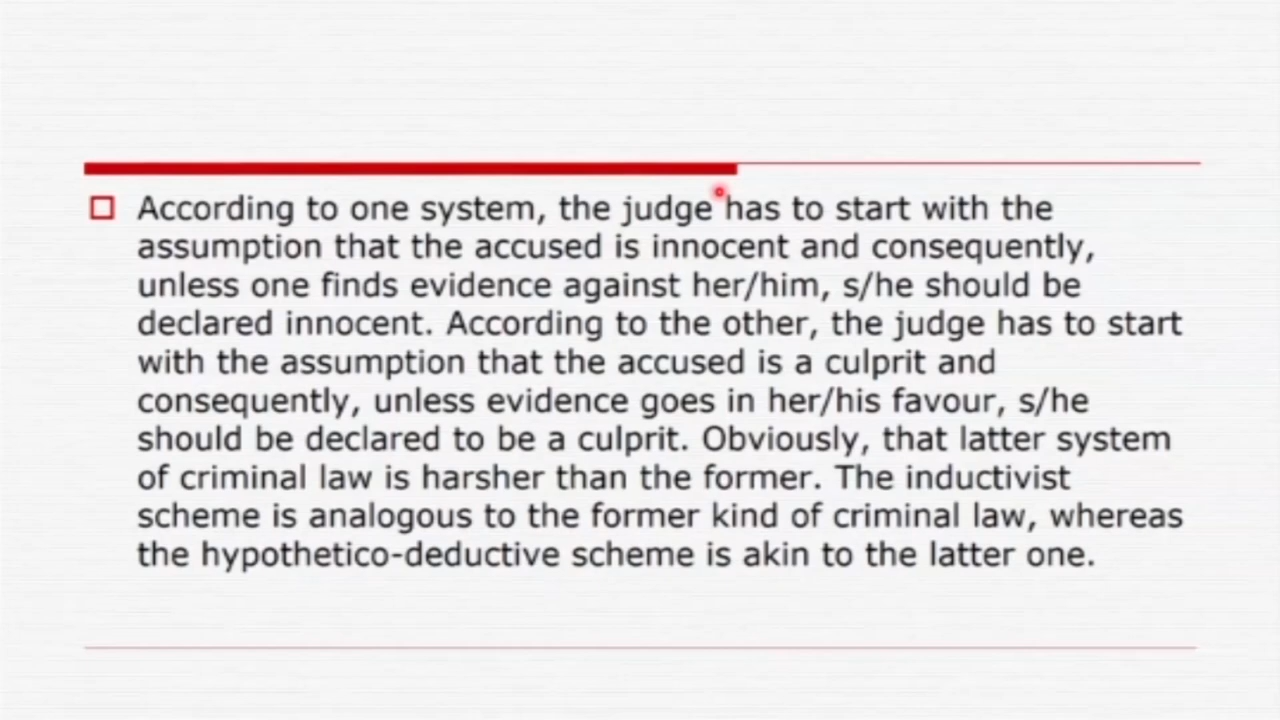 According to one system, the judge has to start with the
assumption that the accused is innocent and consequently,
unless one finds evidence against her/him, s/he should be
declared innocent. According to the other, the judge has to start
with the assumption that the accused is a culprit and
consequently, unless evidence goes in her/his favour, s/he
should be declared to be a culprit. Obviously, that latter system
of criminal law is harsher than the former. The inductivist
scheme is analogous to the former kind of criminal law, whereas
the hypothetico-deductive scheme is akin to the latter one.